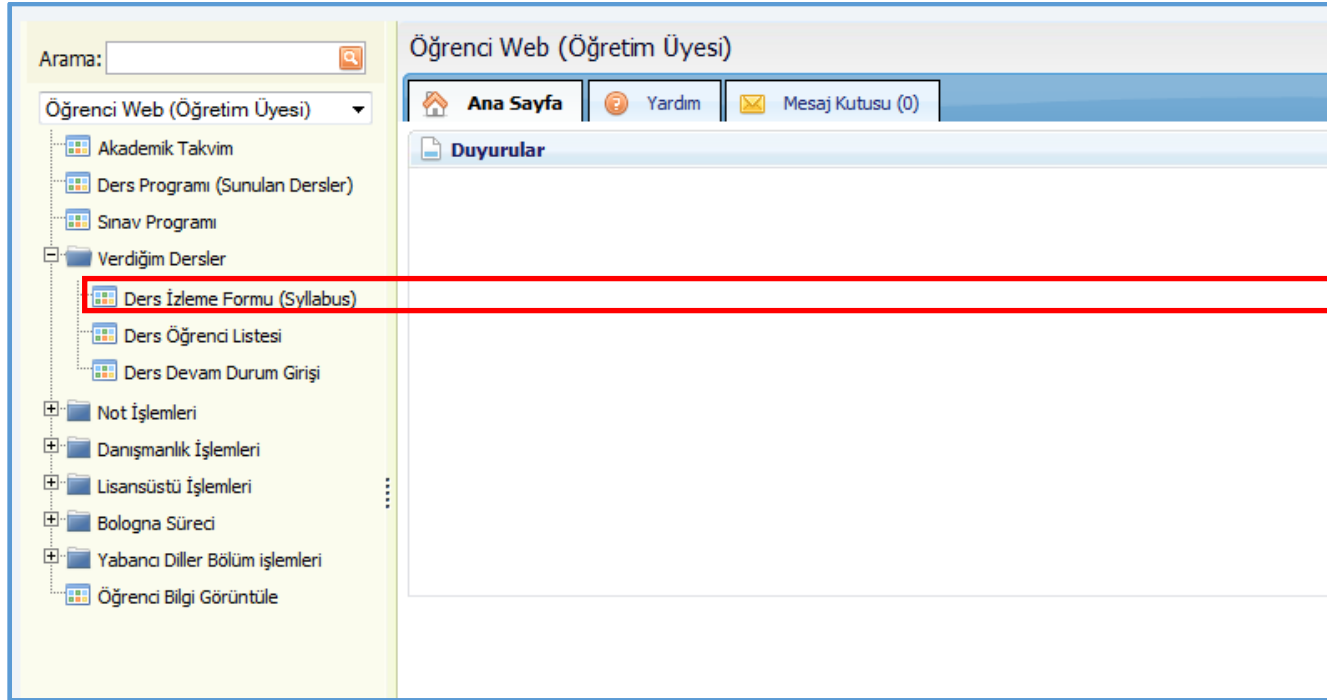 Arama:
Öğrenci Web (Öğretim Üyesi)
Akademik Takvim
Ders Programı (Sunulan Dersler)
Sınav Programı
Verdiğim Dersler
Ders İzleme Formu (Syllabus)
Ders Öğrenci Listesi
Ders Devam Durum Girişi
Not İşlemleri
Danışmanlık İşlemleri
Lisansüstü İşlemleri
Bologna Süreci
Yabancı Diller Bölüm işlemleri
Öğrenci Bilgi Görüntüle
Öğrenci Web (Öğretim Üyesi)
Ana Sayfa Yardım Mesaj Kutusu (0)
Duyurular